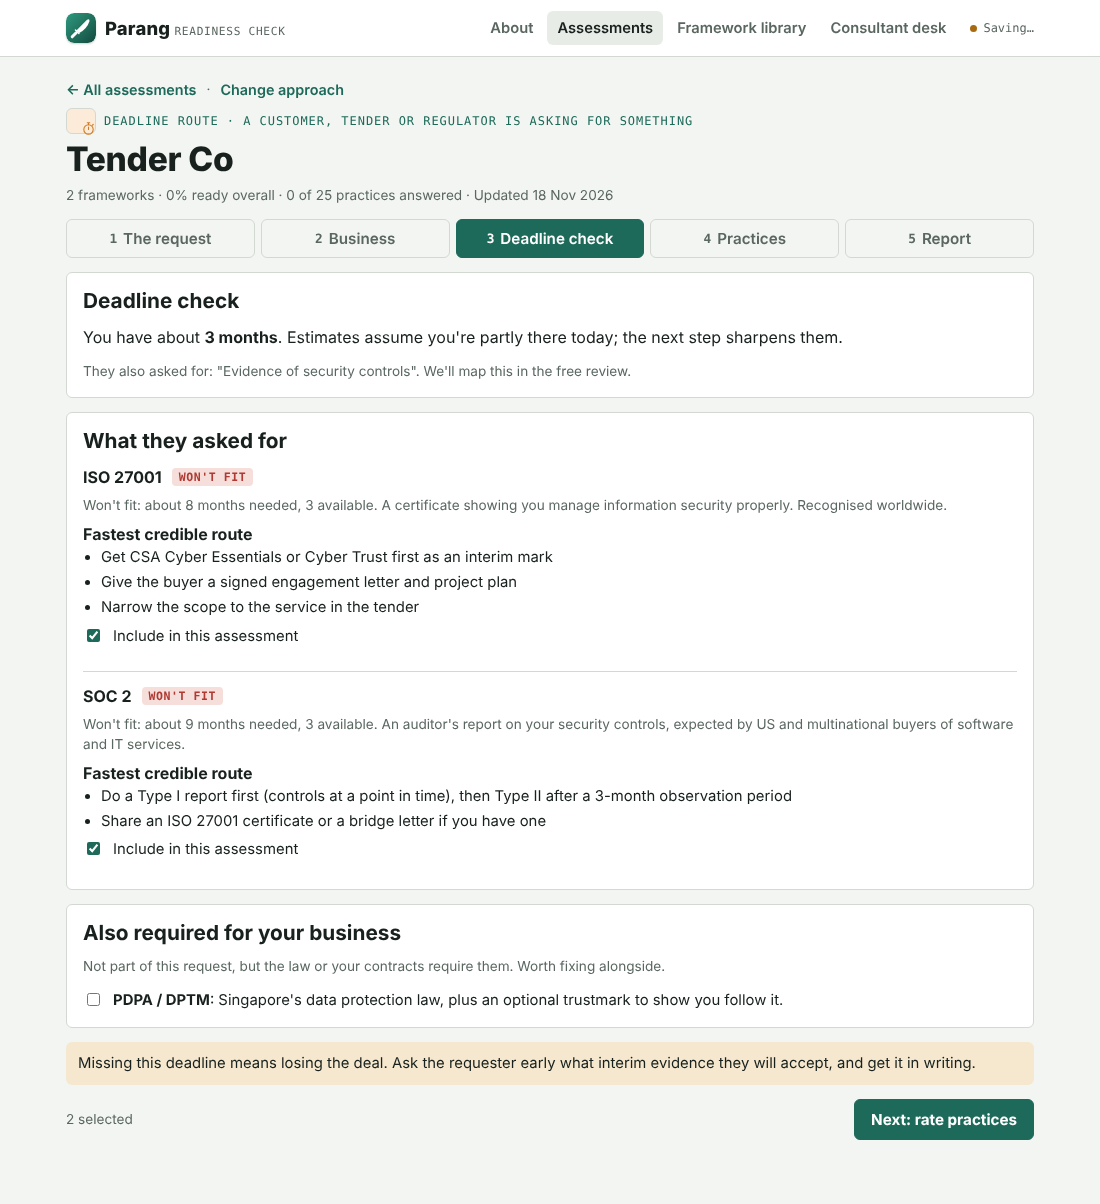 Parang READINESS CHECK
About
Assessments
Framework library
Consultant desk
Saving…
← All assessments · Change approach
DEADLINE ROUTE · A CUSTOMER, TENDER OR REGULATOR IS ASKING FOR SOMETHING
Tender Co
2 frameworks · 0% ready overall · 0 of 25 practices answered · Updated 18 Nov 2026
1 The request
2 Business
3 Deadline check
4 Practices
5 Report
Deadline check
You have about 3 months. Estimates assume you're partly there today; the next step sharpens them.
They also asked for: "Evidence of security controls". We'll map this in the free review.
What they asked for
ISO 27001 WON'T FIT
Won't fit: about 8 months needed, 3 available. A certificate showing you manage information security properly. Recognised worldwide.
Fastest credible route
• Get CSA Cyber Essentials or Cyber Trust first as an interim mark
• Give the buyer a signed engagement letter and project plan
• Narrow the scope to the service in the tender
Include in this assessment
SOC 2 WON'T FIT
Won't fit: about 9 months needed, 3 available. An auditor's report on your security controls, expected by US and multinational buyers of software
and IT services.
Fastest credible route
• Do a Type I report first (controls at a point in time), then Type II after a 3-month observation period
• Share an ISO 27001 certificate or a bridge letter if you have one
Include in this assessment
Also required for your business
Not part of this request, but the law or your contracts require them. Worth fixing alongside.
PDPA / DPTM: Singapore's data protection law, plus an optional trustmark to show you follow it.
Missing this deadline means losing the deal. Ask the requester early what interim evidence they will accept, and get it in writing.
2 selected
Next: rate practices